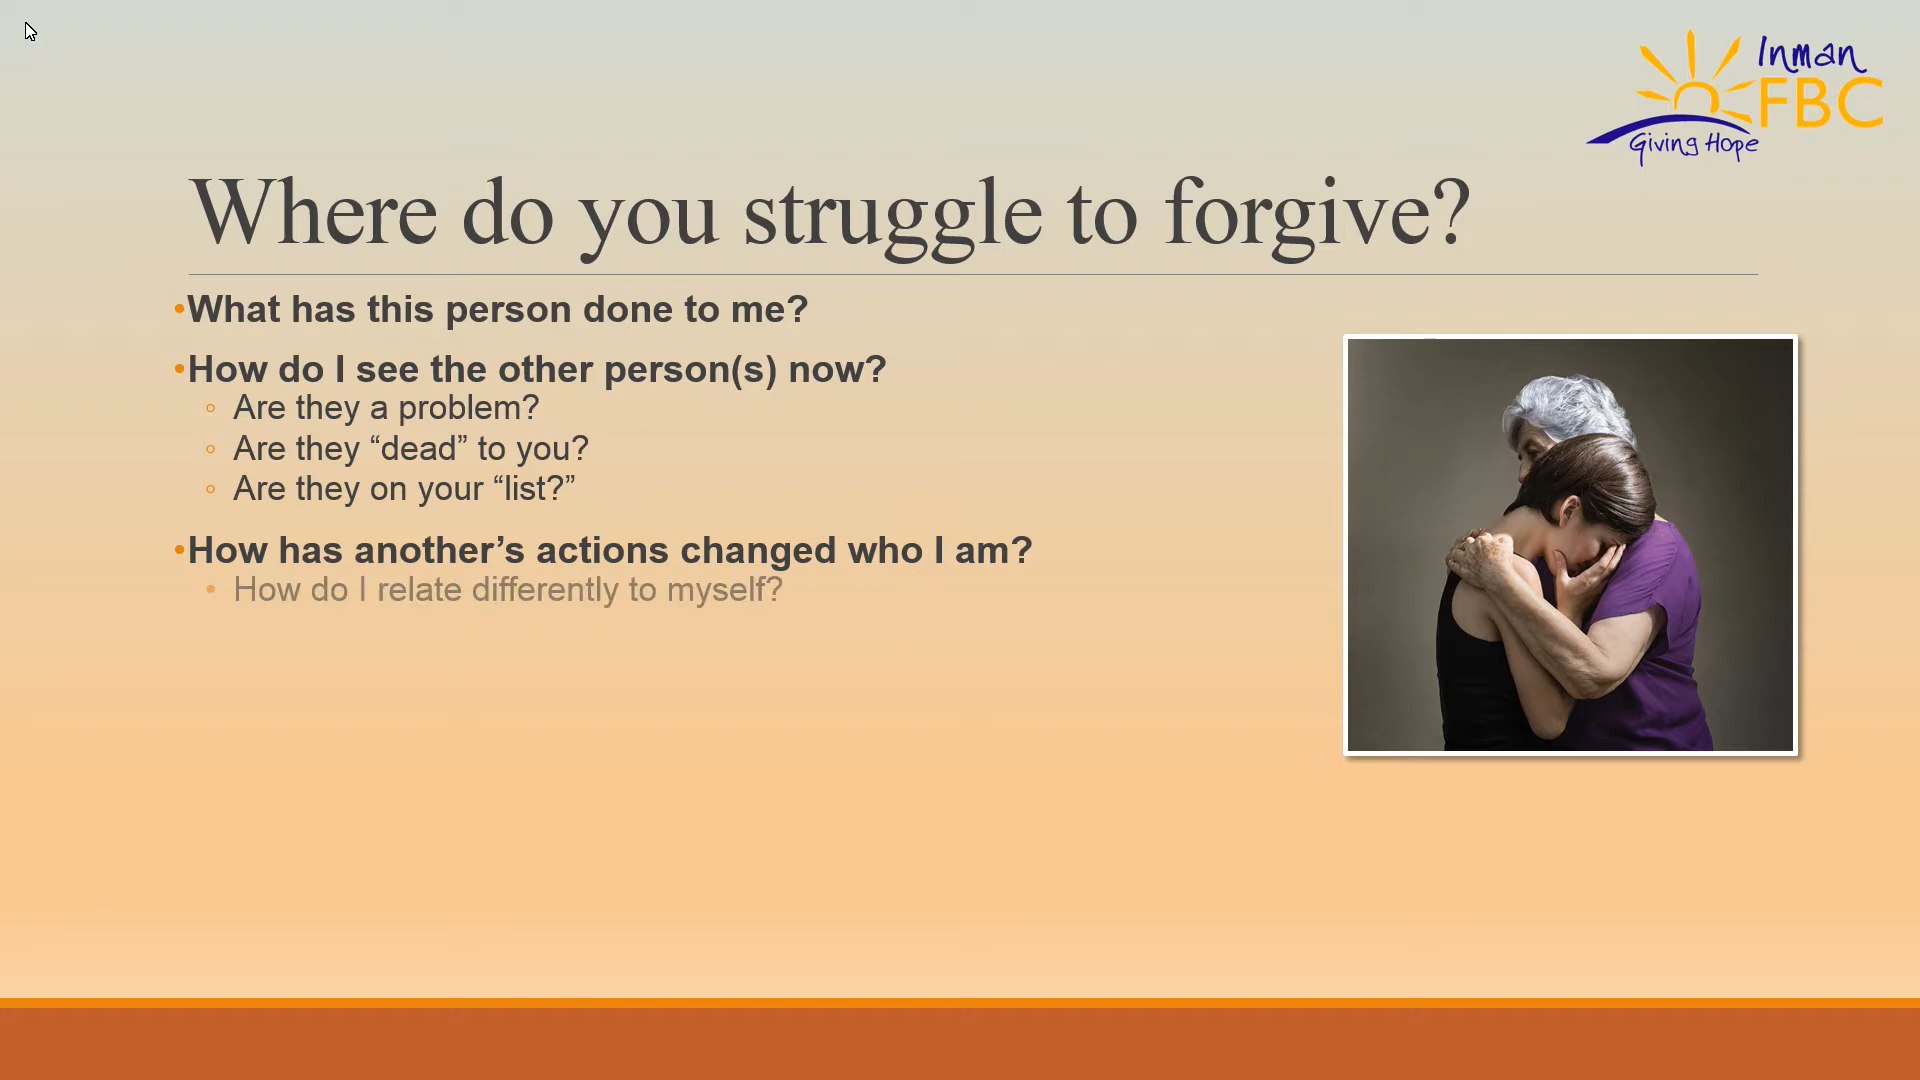 Inman
FBC
Giving Hope
Where do you struggle to forgive?
•What has this person done to me?
•How do I see the other person(s) now?
◦ Are they a problem?
◦ Are they “dead” to you?
◦ Are they on your “list?”
•How has another’s actions changed who I am?
• How do I relate differently to myself?